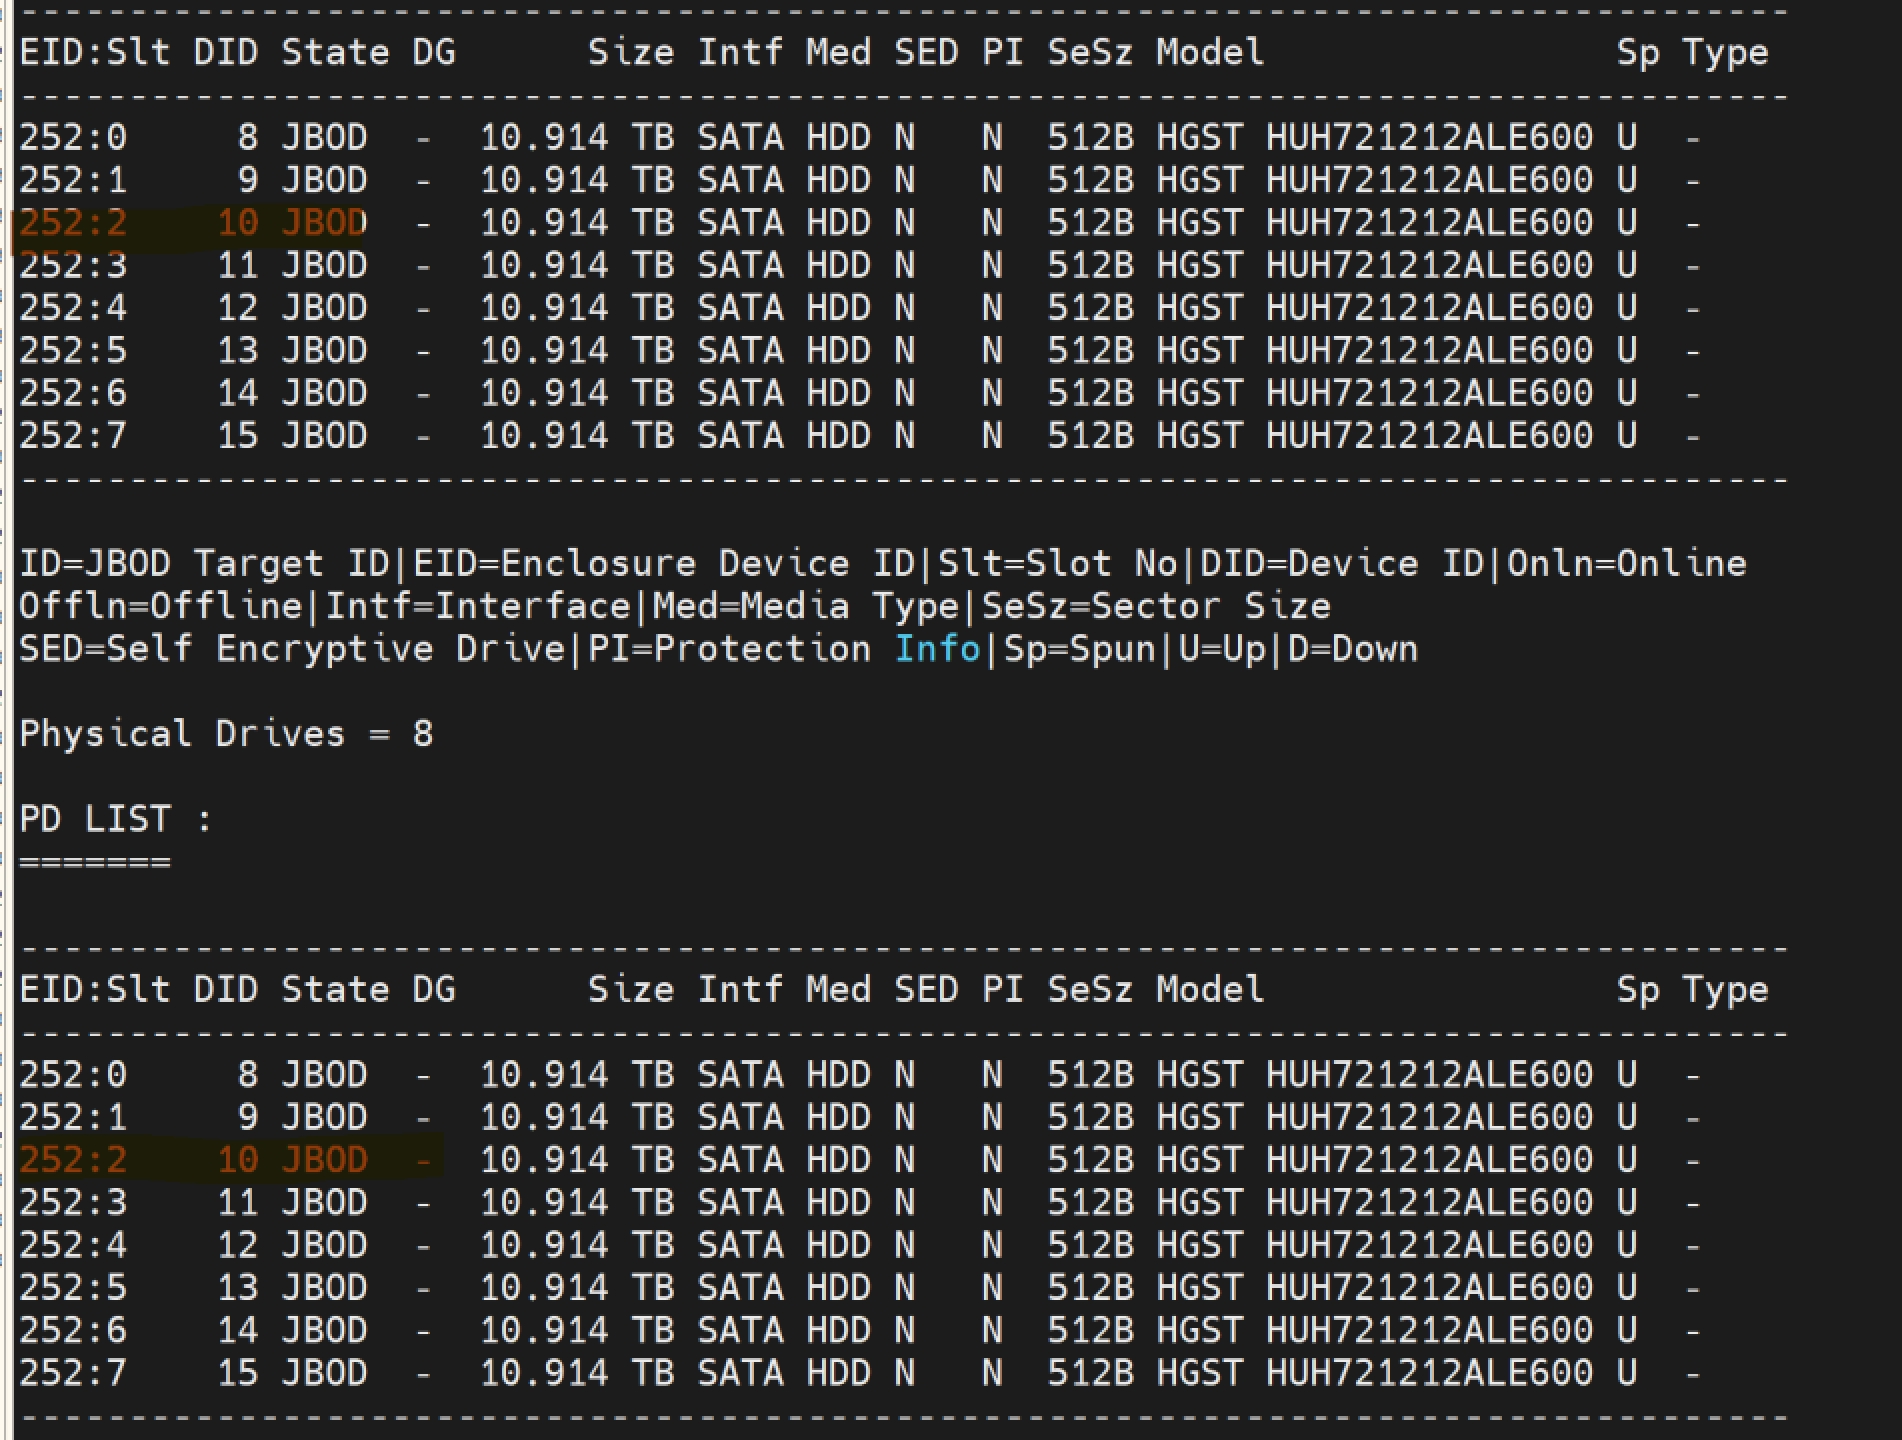 --------------------------------------------------------------------------------
EID:Slt DID State DG      Size Intf Med SED PI SeSz Model                Sp Type
--------------------------------------------------------------------------------
252:0     8 JBOD  -  10.914 TB SATA HDD N   N  512B HGST HUH721212ALE600 U  -
252:1     9 JBOD  -  10.914 TB SATA HDD N   N  512B HGST HUH721212ALE600 U  -
252:2    10 JBOD  -  10.914 TB SATA HDD N   N  512B HGST HUH721212ALE600 U  -
252:3    11 JBOD  -  10.914 TB SATA HDD N   N  512B HGST HUH721212ALE600 U  -
252:4    12 JBOD  -  10.914 TB SATA HDD N   N  512B HGST HUH721212ALE600 U  -
252:5    13 JBOD  -  10.914 TB SATA HDD N   N  512B HGST HUH721212ALE600 U  -
252:6    14 JBOD  -  10.914 TB SATA HDD N   N  512B HGST HUH721212ALE600 U  -
252:7    15 JBOD  -  10.914 TB SATA HDD N   N  512B HGST HUH721212ALE600 U  -
--------------------------------------------------------------------------------
ID=JBOD Target ID|EID=Enclosure Device ID|Slt=Slot No|DID=Device ID|Onln=Online
Offln=Offline|Intf=Interface|Med=Media Type|SeSz=Sector Size
SED=Self Encryptive Drive|PI=Protection Info|Sp=Spun|U=Up|D=Down
Physical Drives = 8
PD LIST :
=======
--------------------------------------------------------------------------------
EID:Slt DID State DG      Size Intf Med SED PI SeSz Model                Sp Type
--------------------------------------------------------------------------------
252:0     8 JBOD  -  10.914 TB SATA HDD N   N  512B HGST HUH721212ALE600 U  -
252:1     9 JBOD  -  10.914 TB SATA HDD N   N  512B HGST HUH721212ALE600 U  -
252:2    10 JBOD  -  10.914 TB SATA HDD N   N  512B HGST HUH721212ALE600 U  -
252:3    11 JBOD  -  10.914 TB SATA HDD N   N  512B HGST HUH721212ALE600 U  -
252:4    12 JBOD  -  10.914 TB SATA HDD N   N  512B HGST HUH721212ALE600 U  -
252:5    13 JBOD  -  10.914 TB SATA HDD N   N  512B HGST HUH721212ALE600 U  -
252:6    14 JBOD  -  10.914 TB SATA HDD N   N  512B HGST HUH721212ALE600 U  -
252:7    15 JBOD  -  10.914 TB SATA HDD N   N  512B HGST HUH721212ALE600 U  -
--------------------------------------------------------------------------------